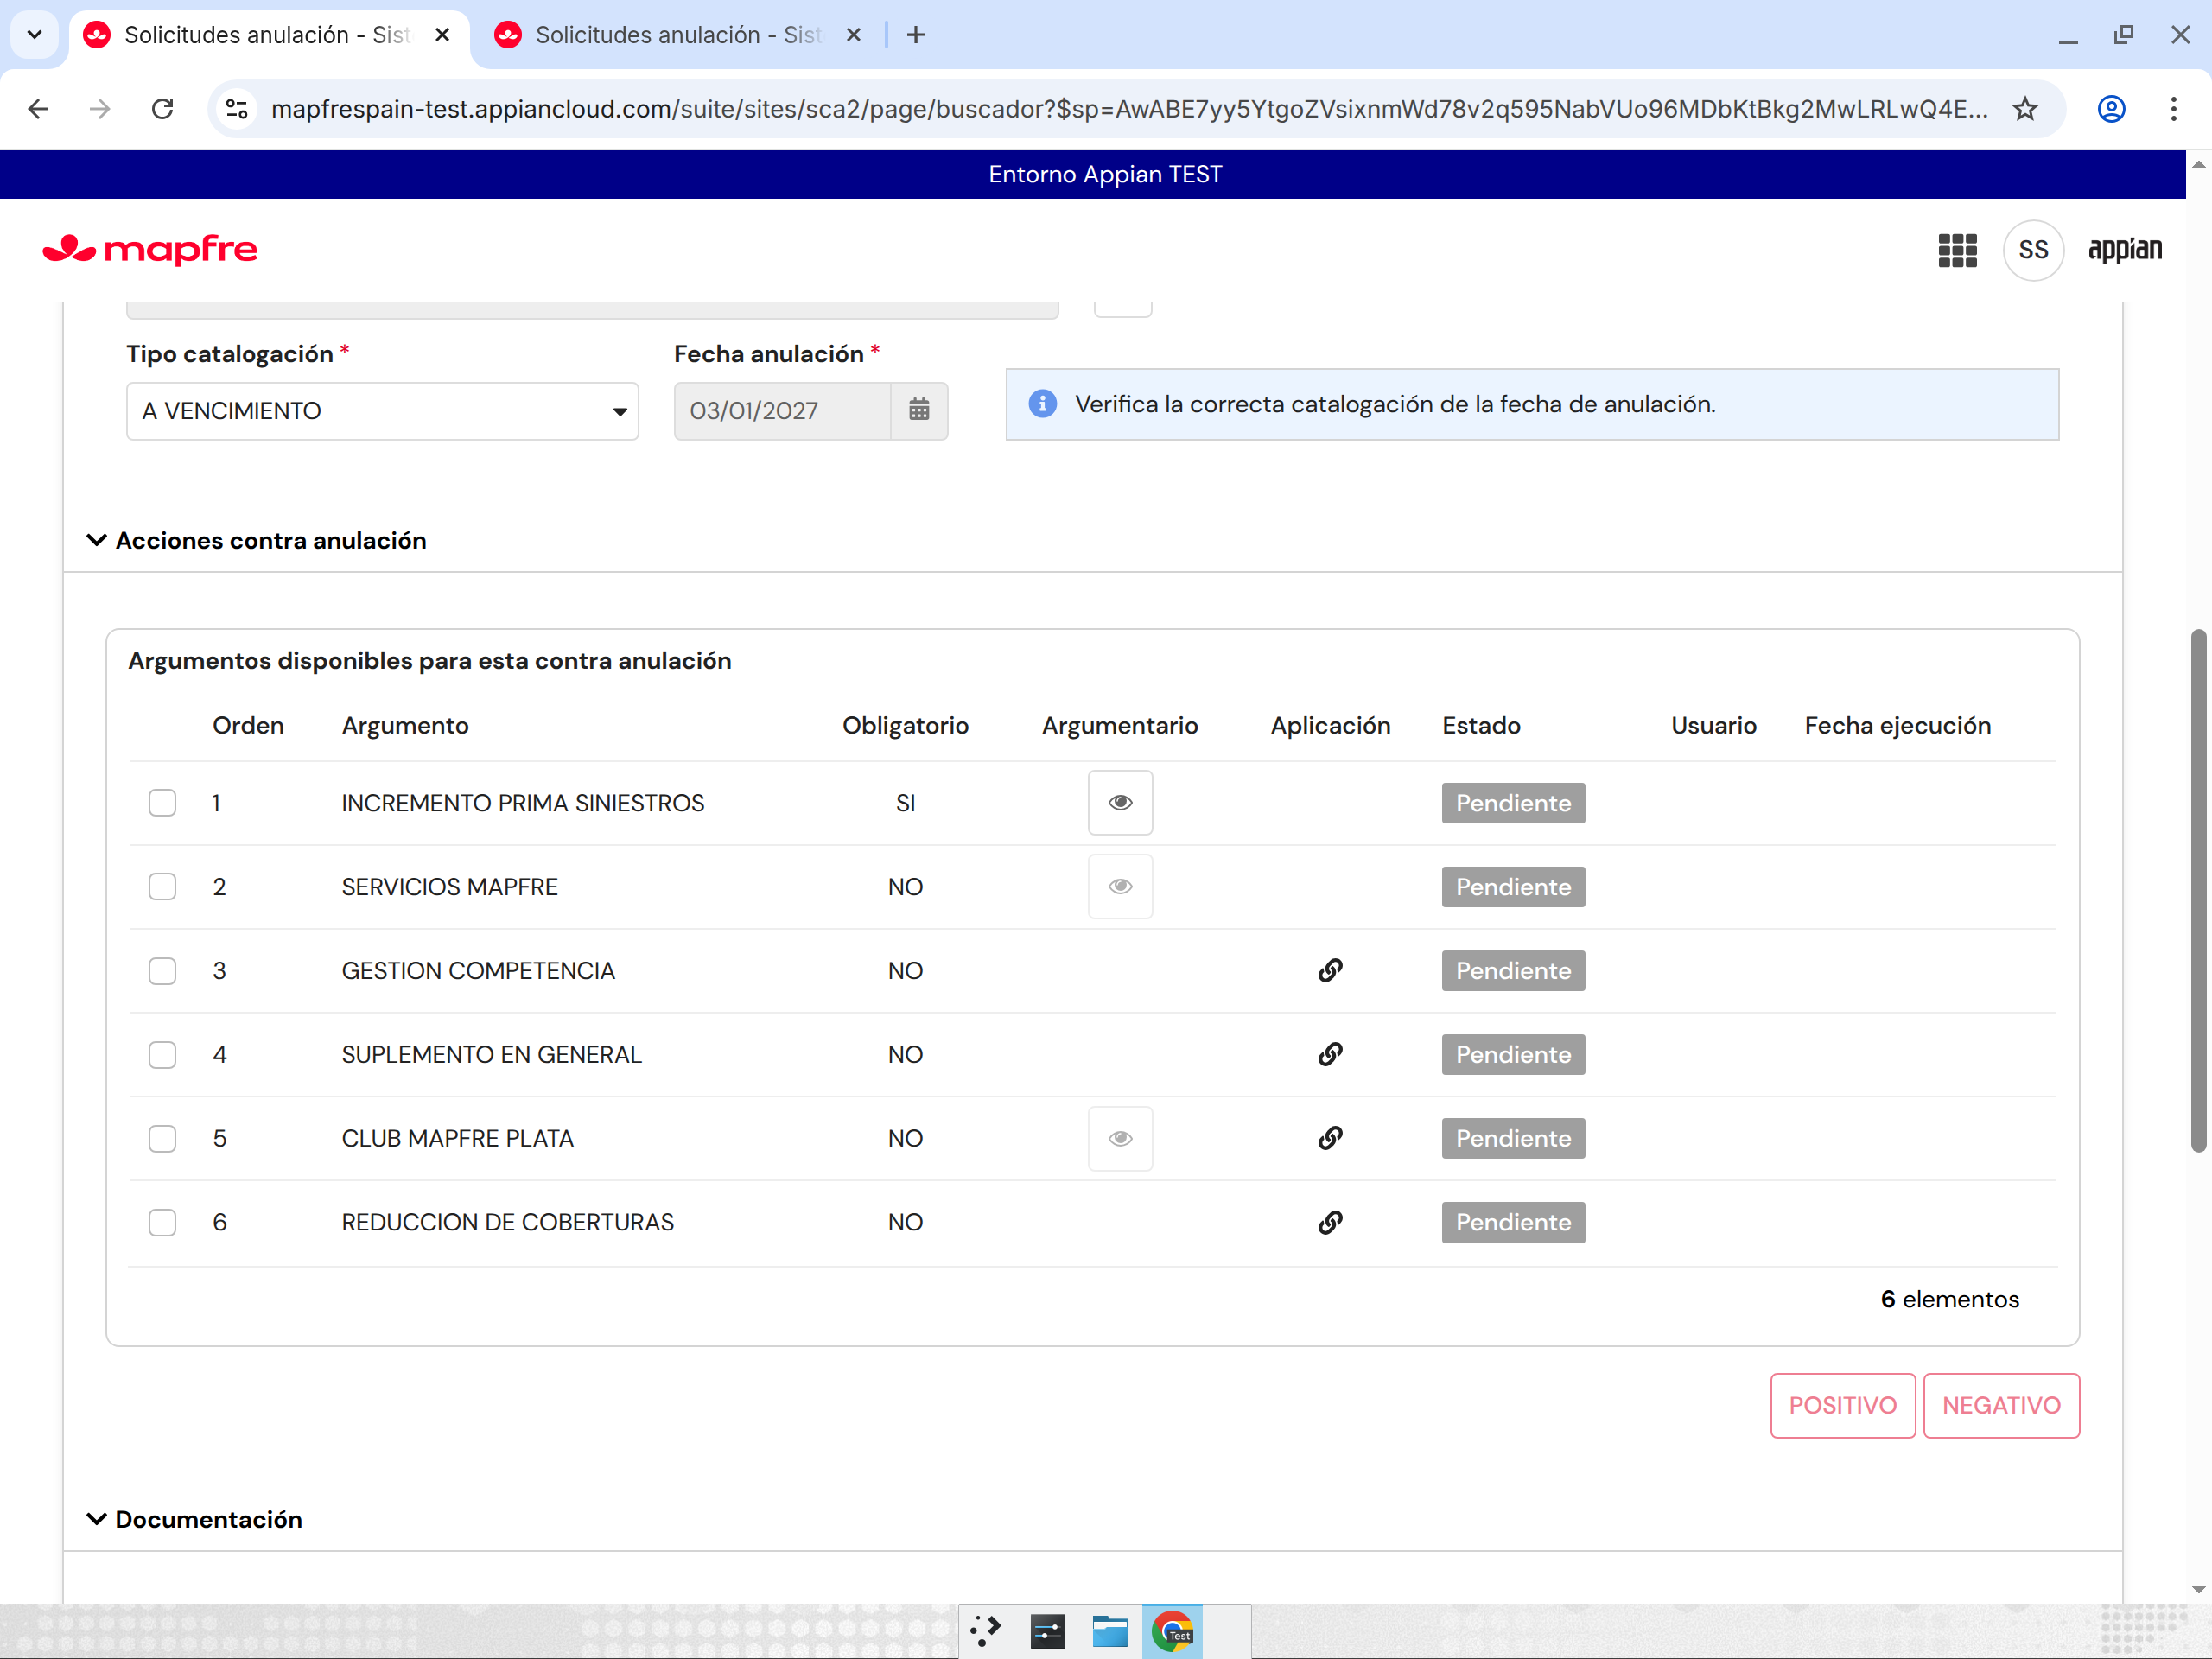 Solicitudes anulación - Sist
Solicitudes anulación - Sist
mapfrespain-test.appiancloud.com/suite/sites/sca2/page/buscador?$sp=AwABE7yy5YtgoZVsixnmWd78v2q595NabVUo96MDbKtBkg2MwLRLwQ4E...
Entorno Appian TEST
mapfre
SS
appian
Tipo catalogación *
Fecha anulación *
A VENCIMIENTO
03/01/2027
Verifica la correcta catalogación de la fecha de anulación.
Acciones contra anulación
Argumentos disponibles para esta contra anulación
Orden Argumento Obligatorio Argumentario Aplicación Estado Usuario Fecha ejecución
1 INCREMENTO PRIMA SINIESTROS SI Pendiente
2 SERVICIOS MAPFRE NO Pendiente
3 GESTION COMPETENCIA NO Pendiente
4 SUPLEMENTO EN GENERAL NO Pendiente
5 CLUB MAPFRE PLATA NO Pendiente
6 REDUCCION DE COBERTURAS NO Pendiente
6 elementos
POSITIVO NEGATIVO
Documentación
Test